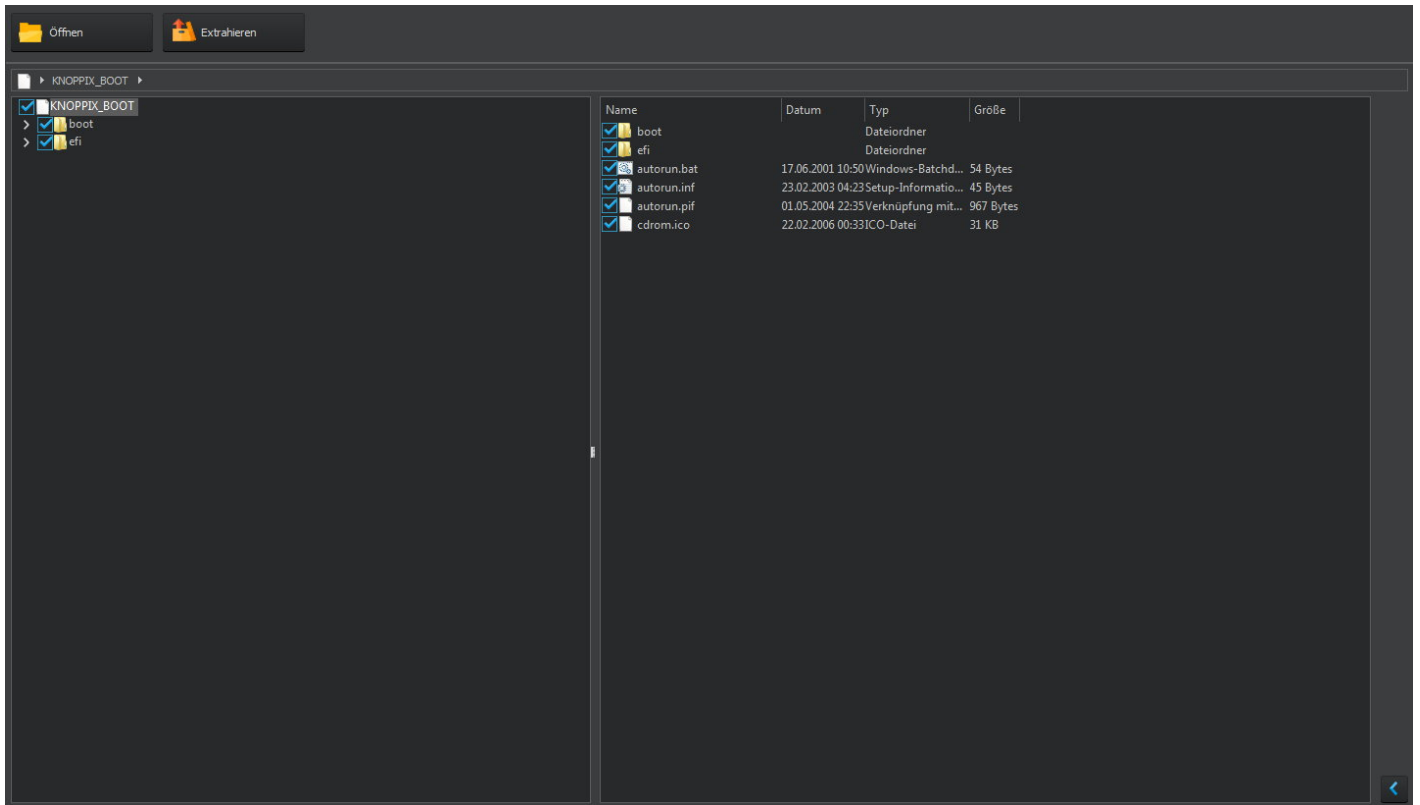 Öffnen Extrahieren
KNOPPIX_BOOT
KNOPPIX_BOOT
boot
efi
Name Datum Typ Größe
boot Dateiordner
efi Dateiordner
autorun.bat 17.06.2001 10:50 Windows-Batchd... 54 Bytes
autorun.inf 23.02.2003 04:23 Setup-Informatio... 45 Bytes
autorun.pif 01.05.2004 22:35 Verknüpfung mit... 967 Bytes
cdrom.ico 22.02.2006 00:33 ICO-Datei 31 KB